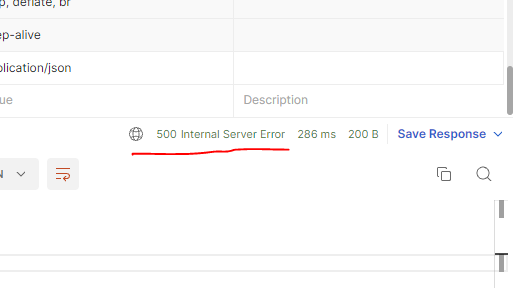 p, deflate, br
ep-alive
plication/json
ue Description
500 Internal Server Error 286 ms 200 B Save Response
N